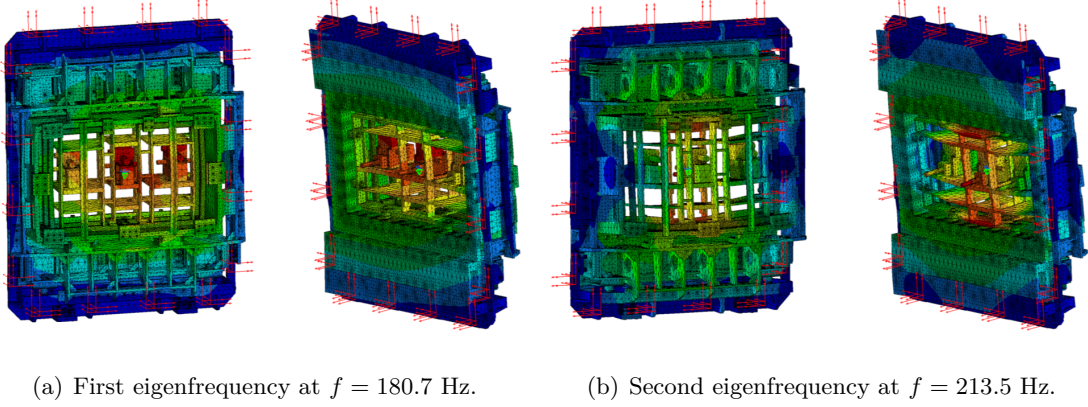 (a) First eigenfrequency at f = 180.7 Hz.
(b) Second eigenfrequency at f = 213.5 Hz.